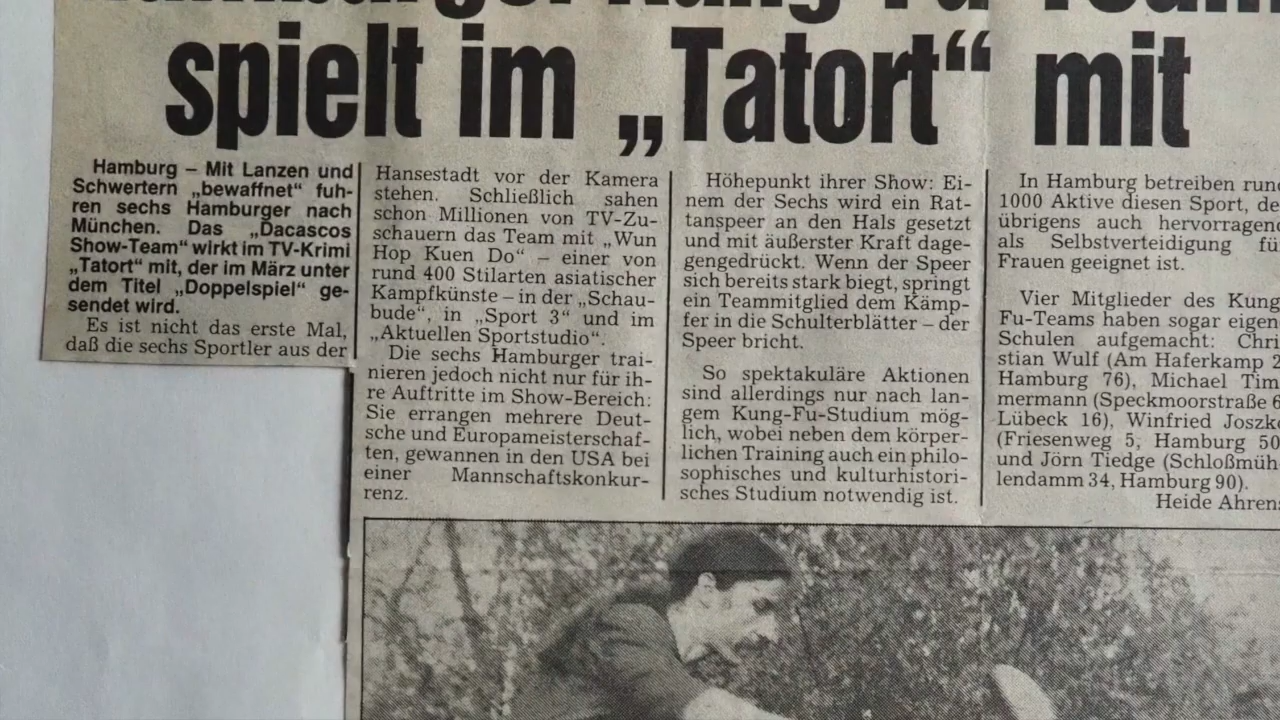 Hamburger Kung-Fu-Team
spielt im „Tatort“ mit
Hamburg – Mit Lanzen und
Schwertern „bewaffnet“ fuh-
ren sechs Hamburger nach
München. Das „Dacascos
Show-Team“ wirkt im TV-Krimi
„Tatort“ mit, der im März unter
dem Titel „Doppelspiel“ ge-
sendet wird.
Es ist nicht das erste Mal,
daß die sechs Sportler aus der
Hansestadt vor der Kamera
stehen. Schließlich sahen
schon Millionen von TV-Zu-
schauern das Team mit „Wun
Hop Kuen Do“ – einer von
rund 400 Stilarten asiatischer
Kampfkünste – in der „Schau-
bude“, in „Sport 3“ und im
„Aktuellen Sportstudio“.
Die sechs Hamburger trai-
nieren jedoch nicht nur für ih-
re Auftritte im Show-Bereich:
Sie errangen mehrere Deut-
sche und Europameisterschaf-
ten, gewannen in den USA bei
einer Mannschaftskonkur-
renz.
Höhepunkt ihrer Show: Ei-
nem der Sechs wird ein Rat-
tanspeer an den Hals gesetzt
und mit äußerster Kraft dage-
gengedrückt. Wenn der Speer
sich bereits stark biegt, springt
ein Teammitglied dem Kämp-
fer in die Schulterblätter – der
Speer bricht.
So spektakuläre Aktionen
sind allerdings nur nach lan-
gem Kung-Fu-Studium mög-
lich, wobei neben dem körper-
lichen Training auch ein philo-
sophisches und kulturhistori-
sches Studium notwendig ist.
In Hamburg betreiben rund
1000 Aktive diesen Sport, de
übrigens auch hervorragend
als Selbstverteidigung fü
Frauen geeignet ist.
Vier Mitglieder des Kung-
Fu-Teams haben sogar eigen
Schulen aufgemacht: Chri
stian Wulf (Am Haferkamp 2
Hamburg 76), Michael Tim
mermann (Speckmoorstraße 6
Lübeck 16), Winfried Joszko
(Friesenweg 5, Hamburg 50
und Jörn Tiedge (Schloßmüh-
lendamm 34, Hamburg 90).
Heide Ahrens